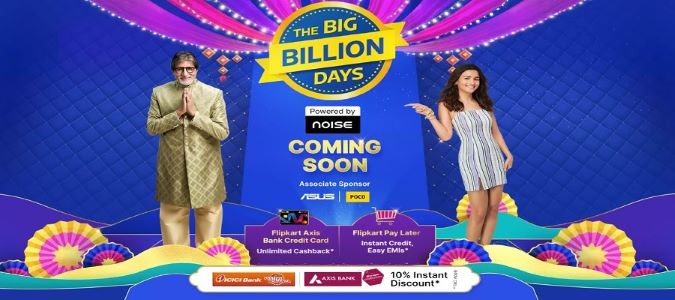 THE BIG
BILLION
DAYS
Powered by
noise
COMING
SOON
Associate Sponsor
ASUS
POCO
Flipkart Axis
Bank Credit Card
Unlimited Cashback*
Flipkart Pay Later
Instant Credit,
Easy EMIs*
ICICI Bank
AXIS BANK
10% Instant
Discount*